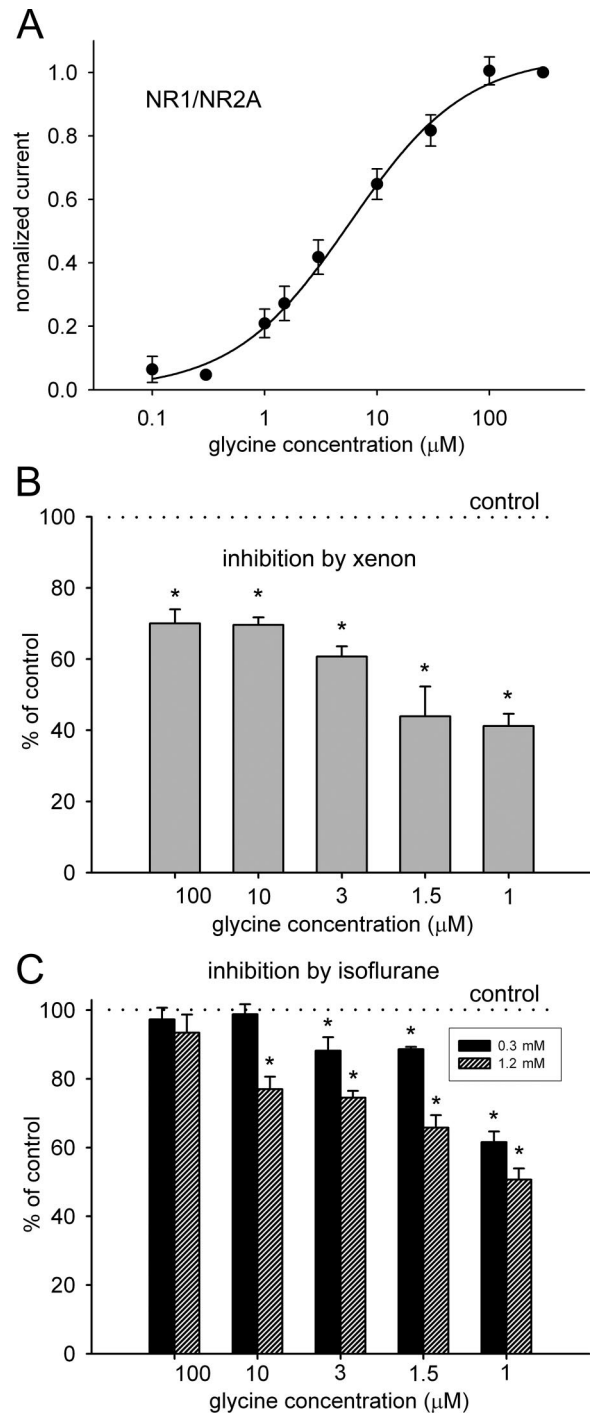 A
1.0
0.8
0.6
0.4
0.2
0.0
normalized current
NR1/NR2A
0.1 1 10 100
glycine concentration (μM)
B
control
100
80
60
40
20
0
% of control
inhibition by xenon
* * * * *
100 10 3 1.5 1
glycine concentration (μM)
C
inhibition by isoflurane
control
100
80
60
40
20
0
% of control
0.3 mM
1.2 mM
* * * * * * *
100 10 3 1.5 1
glycine concentration (μM)